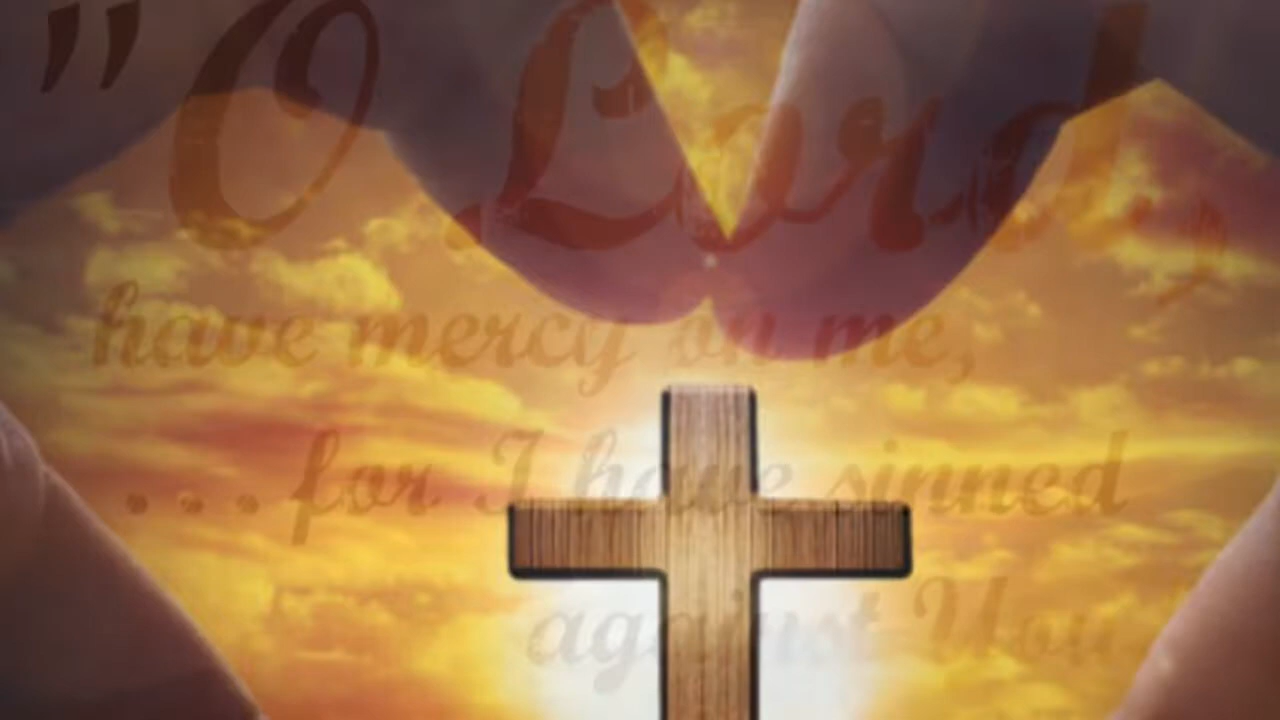 "O Lord,
have mercy on me,
...for I have sinned
against You